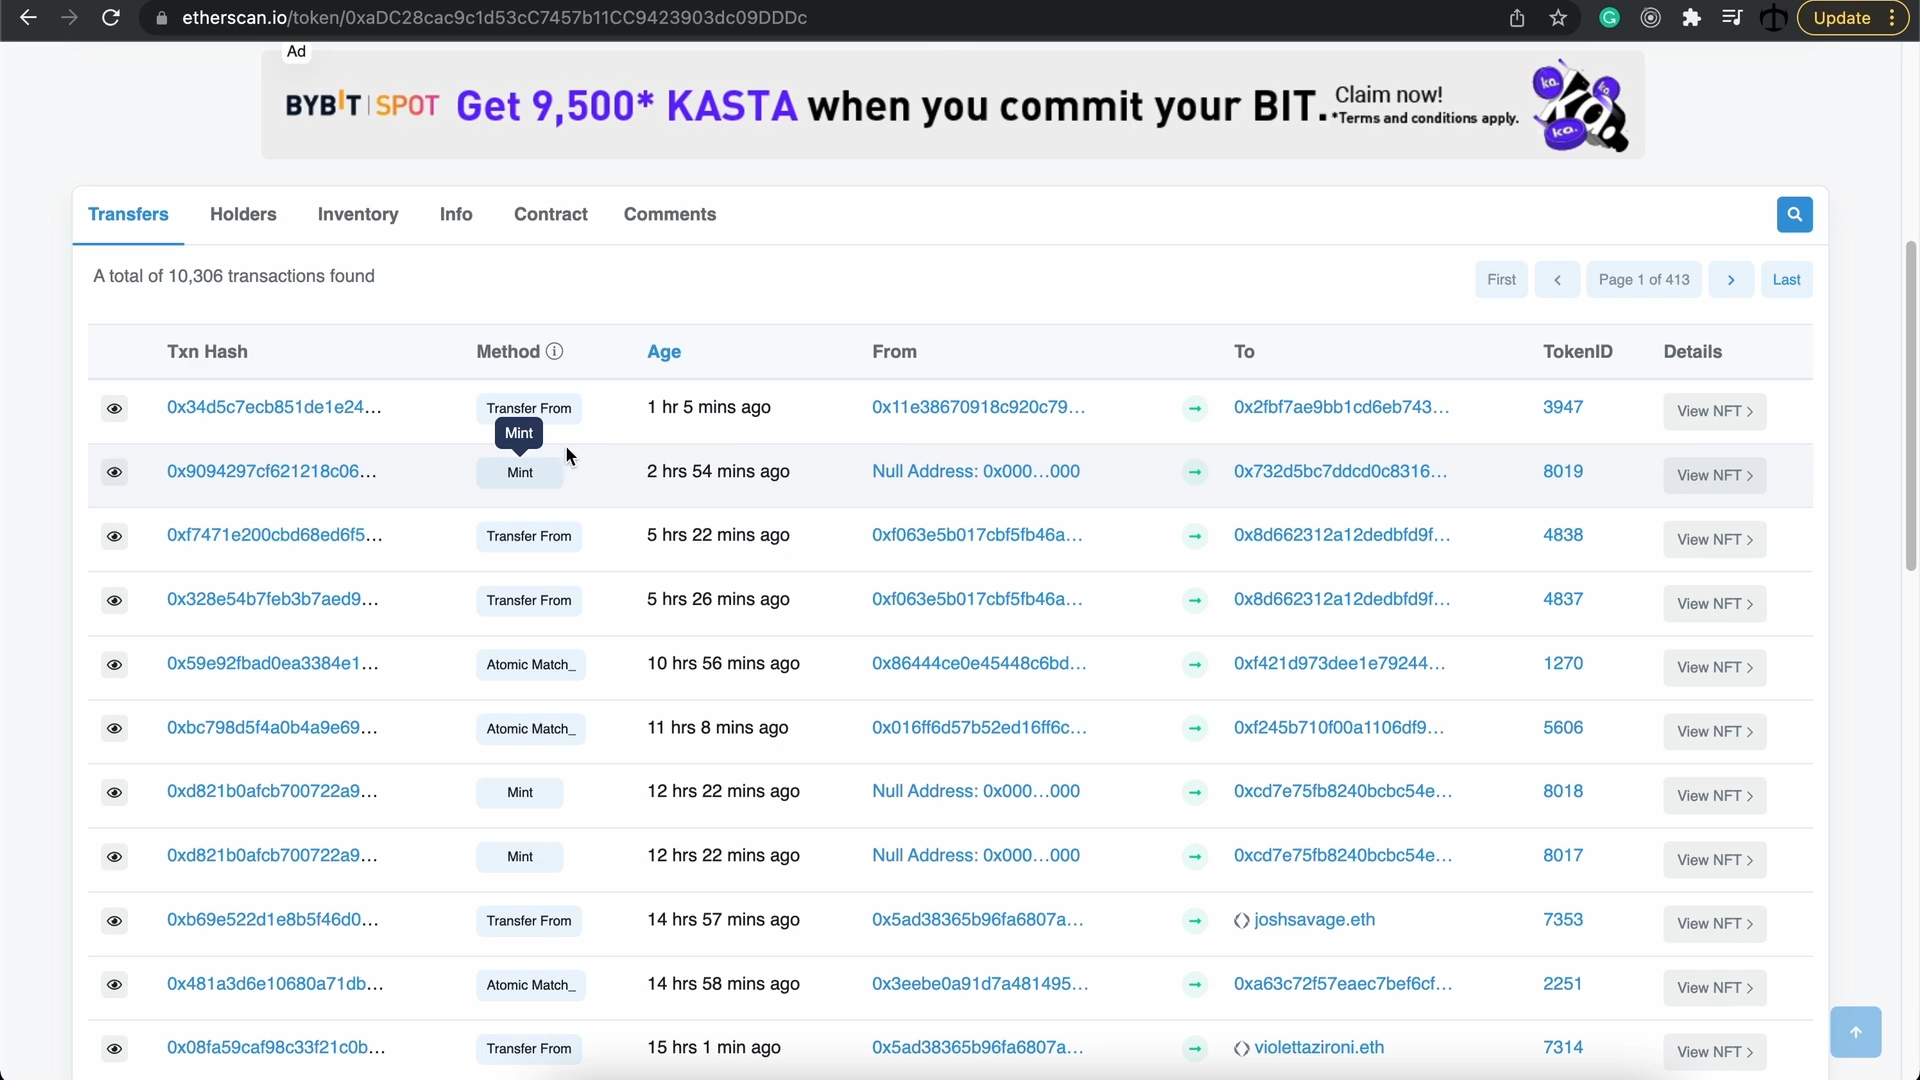 etherscan.io/token/0xaDC28cac9c1d53cC7457b11CC9423903dc09DDDc
Update
Ad
BYBIT | SPOT Get 9,500* KASTA when you commit your BIT. Claim now!
*Terms and conditions apply.
Transfers Holders Inventory Info Contract Comments
A total of 10,306 transactions found
First < Page 1 of 413 > Last
Txn Hash Method Age From To TokenID Details
0x34d5c7ecb851de1e24... Transfer From 1 hr 5 mins ago 0x11e38670918c920c79... 0x2fbf7ae9bb1cd6eb743... 3947 View NFT >
Mint
0x9094297cf621218c06... Mint 2 hrs 54 mins ago Null Address: 0x000...000 0x732d5bc7ddcd0c8316... 8019 View NFT >
0xf7471e200cbd68ed6f5... Transfer From 5 hrs 22 mins ago 0xf063e5b017cbf5fb46a... 0x8d662312a12dedbfd9f... 4838 View NFT >
0x328e54b7feb3b7aed9... Transfer From 5 hrs 26 mins ago 0xf063e5b017cbf5fb46a... 0x8d662312a12dedbfd9f... 4837 View NFT >
0x59e92fbad0ea3384e1... Atomic Match_ 10 hrs 56 mins ago 0x86444ce0e45448c6bd... 0xf421d973dee1e79244... 1270 View NFT >
0xbc798d5f4a0b4a9e69... Atomic Match_ 11 hrs 8 mins ago 0x016ff6d57b52ed16ff6c... 0xf245b710f00a1106df9... 5606 View NFT >
0xd821b0afcb700722a9... Mint 12 hrs 22 mins ago Null Address: 0x000...000 0xcd7e75fb8240bcbc54e... 8018 View NFT >
0xd821b0afcb700722a9... Mint 12 hrs 22 mins ago Null Address: 0x000...000 0xcd7e75fb8240bcbc54e... 8017 View NFT >
0xb69e522d1e8b5f46d0... Transfer From 14 hrs 57 mins ago 0x5ad38365b96fa6807a... joshsavage.eth 7353 View NFT >
0x481a3d6e10680a71db... Atomic Match_ 14 hrs 58 mins ago 0x3eebe0a91d7a481495... 0xa63c72f57eaec7bef6cf... 2251 View NFT >
0x08fa59caf98c33f21c0b... Transfer From 15 hrs 1 min ago 0x5ad38365b96fa6807a... violettazironi.eth 7314 View NFT >